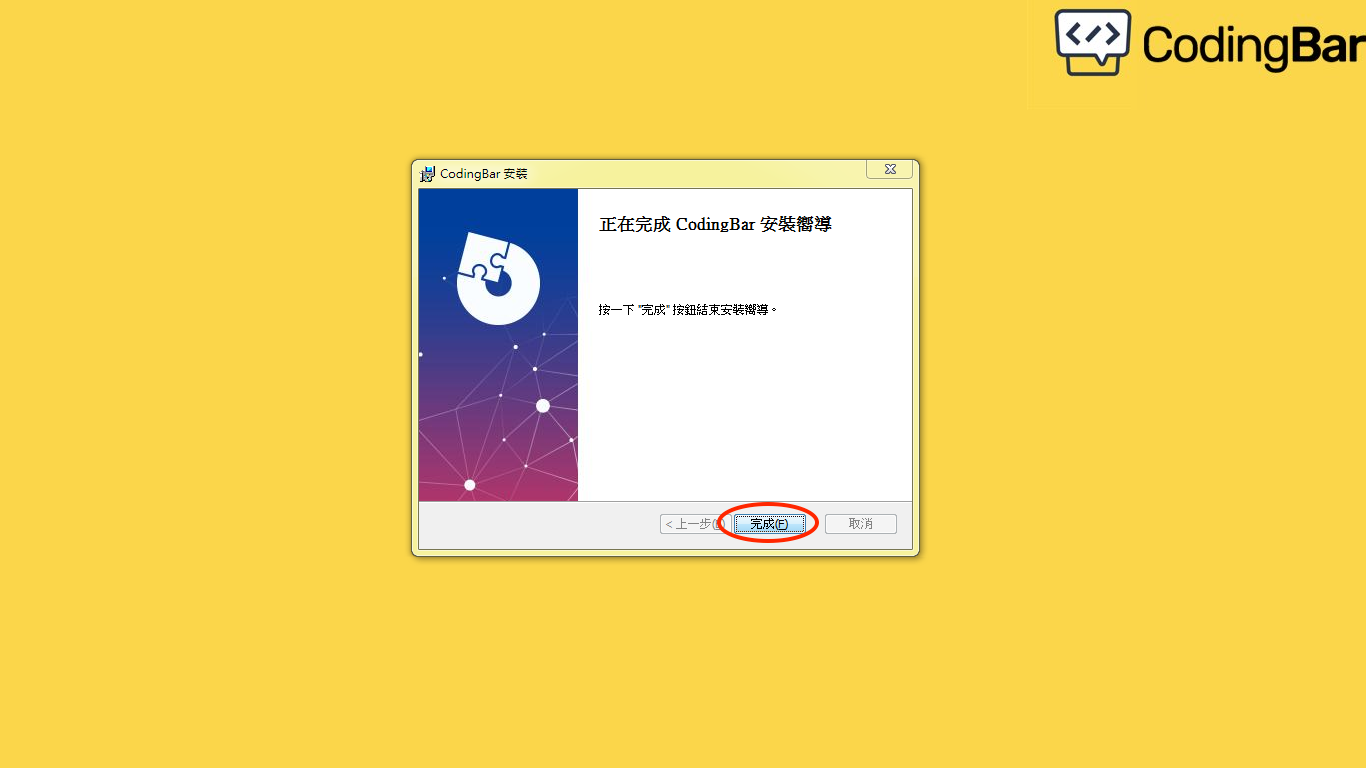 CodingBar
CodingBar 安裝
正在完成 CodingBar 安裝嚮導
按一下 "完成" 按鈕結束安裝嚮導。
< 上一步(
完成(F)
取消